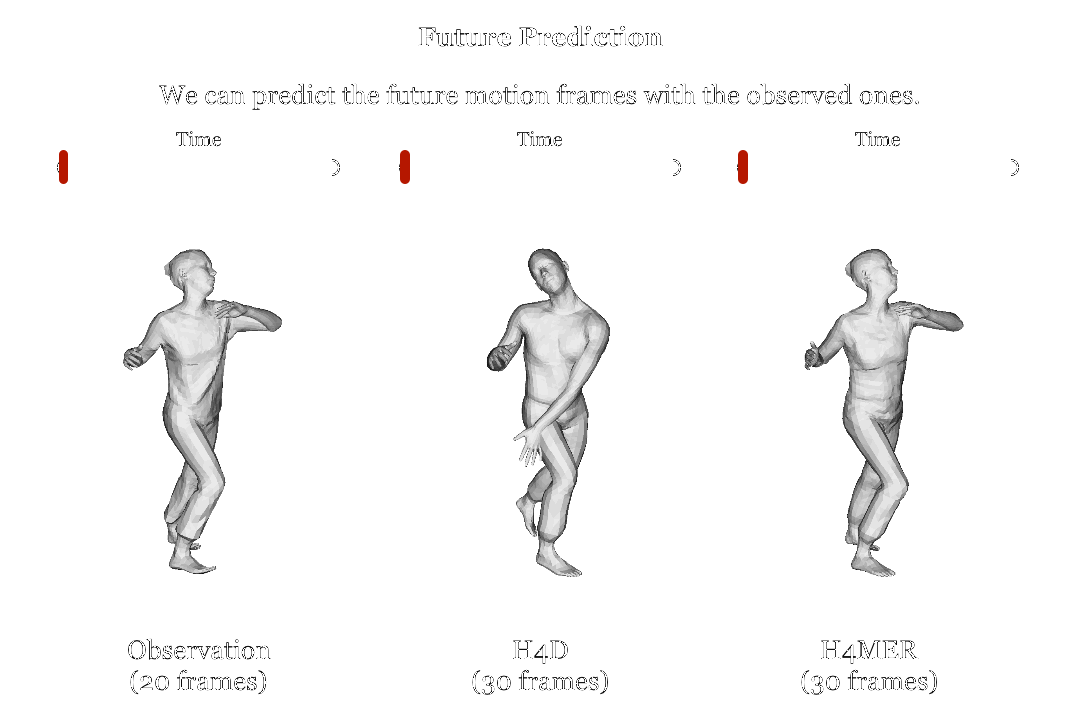 Future Prediction
We can predict the future motion frames with the observed ones.
Time
Time
Time
Observation
(20 frames)
H4D
(30 frames)
H4MER
(30 frames)